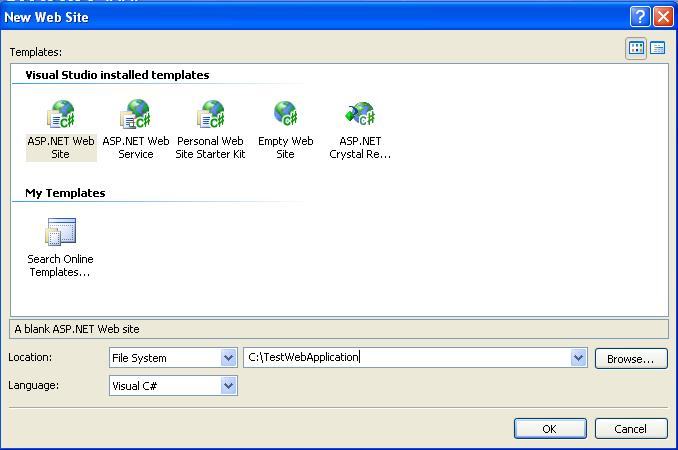 New Web Site
Templates:
Visual Studio installed templates
ASP.NET Web Site
ASP.NET Web Service
Personal Web Site Starter Kit
Empty Web Site
ASP.NET Crystal Re...
My Templates
Search Online Templates...
A blank ASP.NET Web site
Location:
File System
C:\TestWebApplication
Browse...
Language:
Visual C#
OK
Cancel